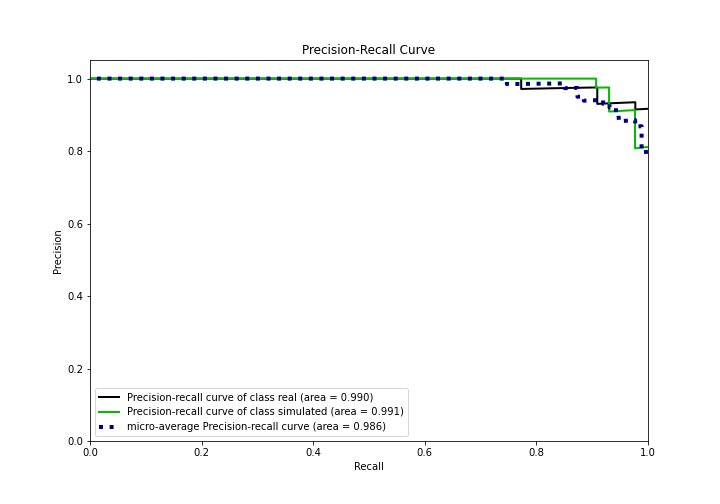 Precision-Recall Curve
1.0
0.8
0.6
0.4
0.2
0.0
Precision
Precision-recall curve of class real (area = 0.990)
Precision-recall curve of class simulated (area = 0.991)
micro-average Precision-recall curve (area = 0.986)
0.0 0.2 0.4 0.6 0.8 1.0
Recall